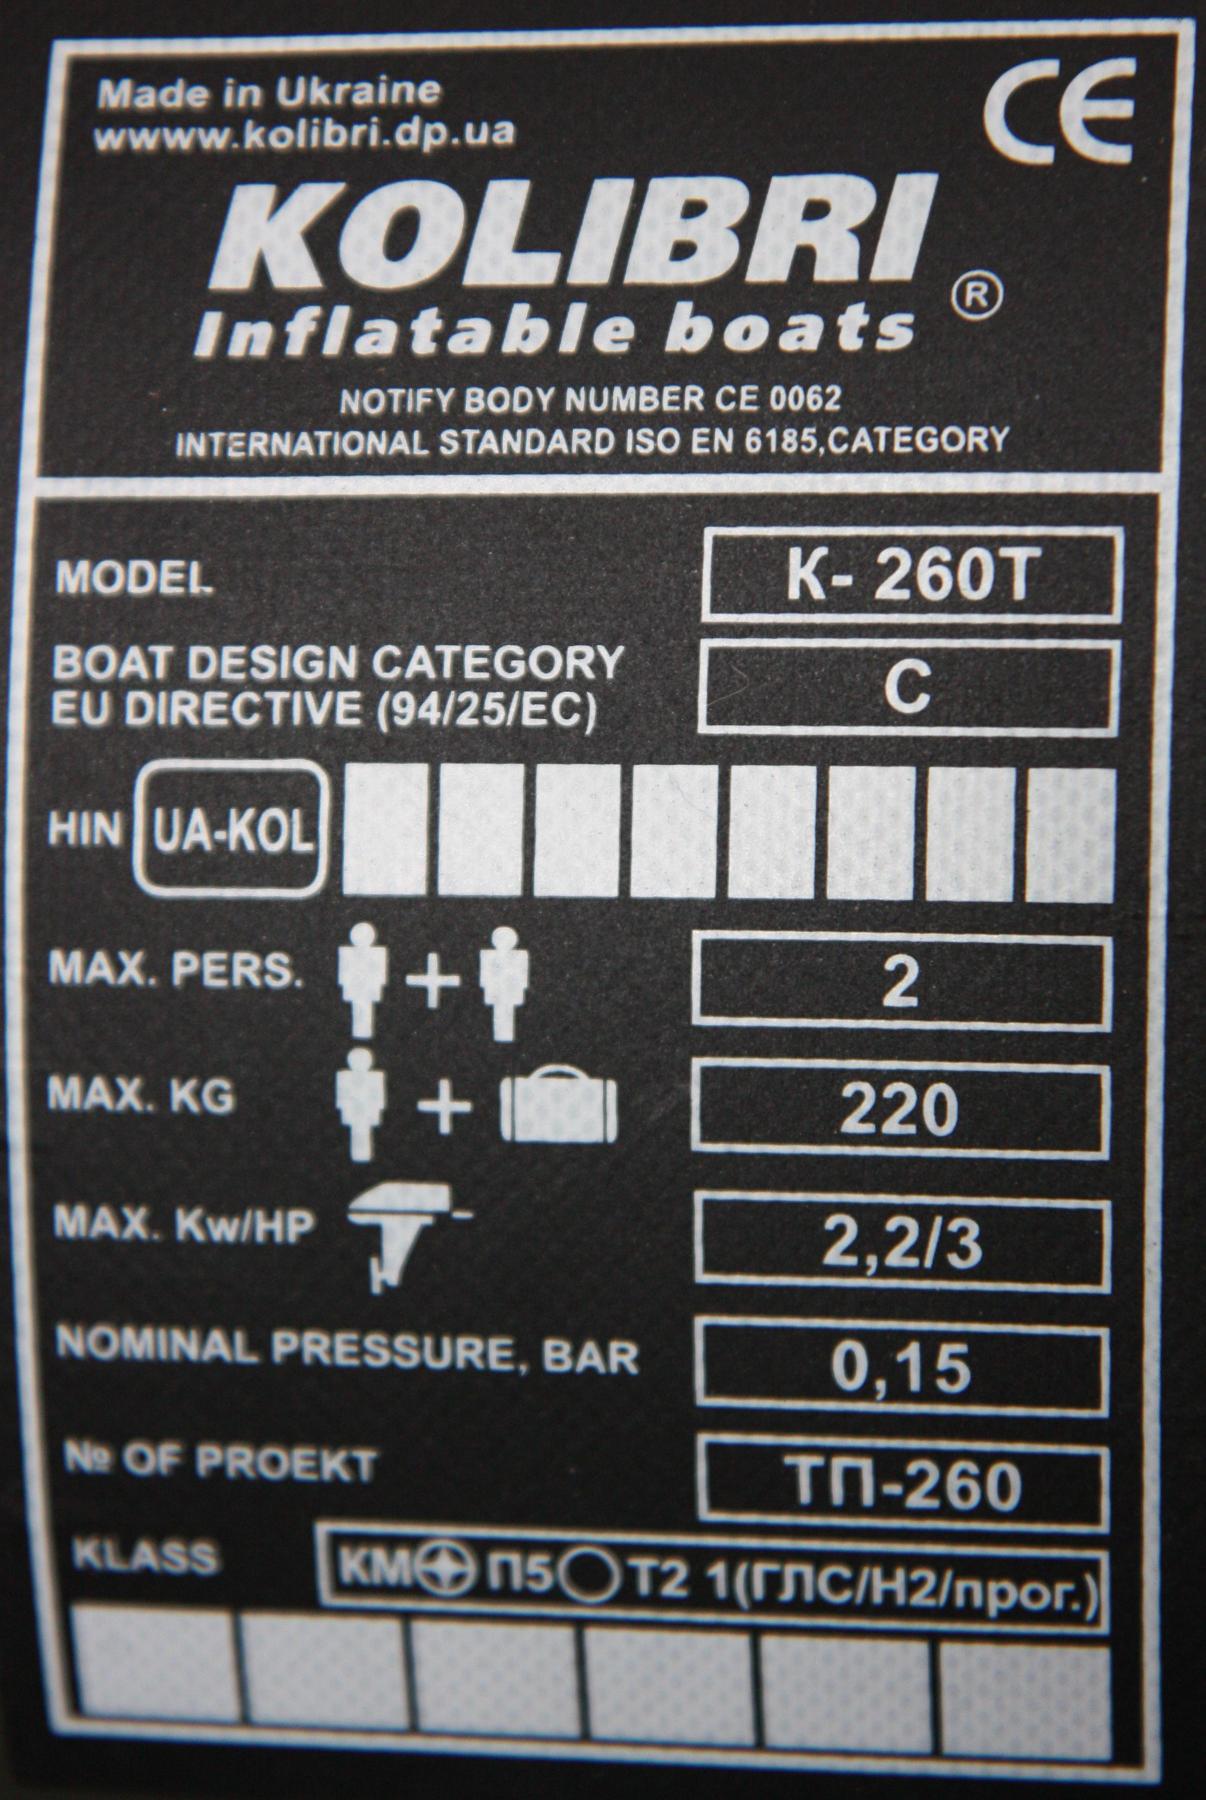 Made in Ukraine
wwww.kolibri.dp.ua
CE
KOLIBRI
Inflatable boats ®
NOTIFY BODY NUMBER CE 0062
INTERNATIONAL STANDARD ISO EN 6185,CATEGORY
MODEL К- 260Т
BOAT DESIGN CATEGORY
EU DIRECTIVE (94/25/EC) C
HIN UA-KOL
MAX. PERS. + 2
MAX. KG + 220
MAX. Kw/HP 2,2/3
NOMINAL PRESSURE, BAR 0,15
№ OF PROEKT ТП-260
KLASS КМ П5 Т2 1(ГЛС/Н2/прог.)